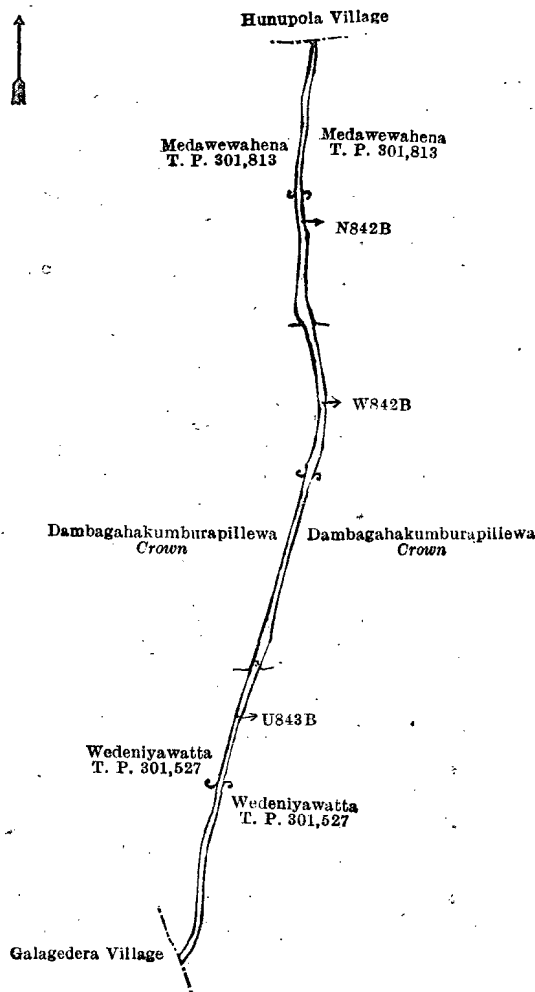 Hunupola Village
Medawewahena
T. P. 301,813
Medawewahena
T. P. 301,813
N842B
W842B
Dambagahakumburapillewa
Crown
Dambagahakumburapillewa
Crown
U843B
Wedeniyawatta
T. P. 301,527
Wedeniyawatta
T. P. 301,527
Galagedera Village